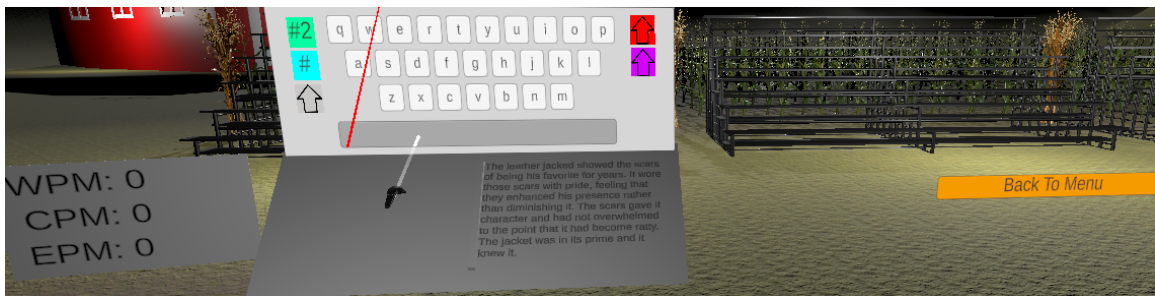 #2 q w e r t y u i o p
# a s d f g h j k l
z x c v b n m
WPM: 0
CPM: 0
EPM: 0
The leather jacked showed the scars
of being his favorite for years. It wore
those scars with pride, feeling that
they enhanced his presence rather
than diminishing it. The scars gave it
character and had not overwhelmed
to the point that it had become ratty.
The jacket was in its prime and it
knew it.
Back To Menu